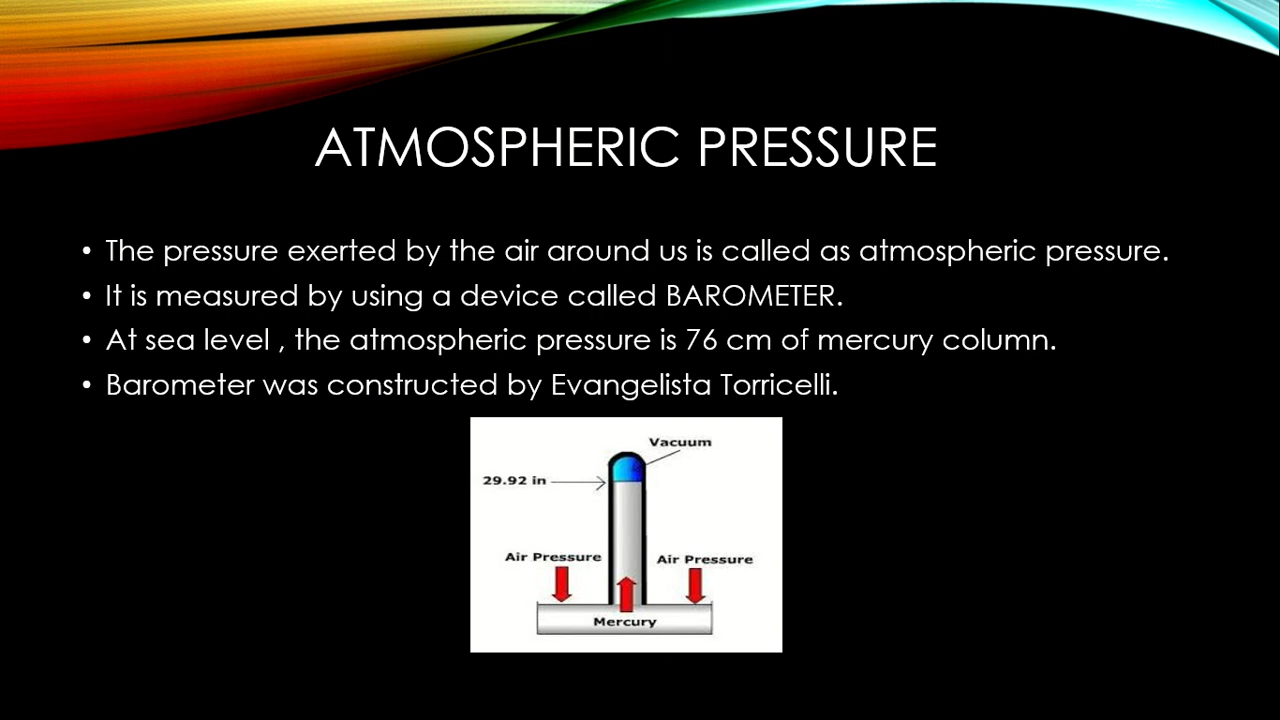 ATMOSPHERIC PRESSURE
• The pressure exerted by the air around us is called as atmospheric pressure.
• It is measured by using a device called BAROMETER.
• At sea level , the atmospheric pressure is 76 cm of mercury column.
• Barometer was constructed by Evangelista Torricelli.
Vacuum
29.92 in
Air Pressure
Air Pressure
Mercury